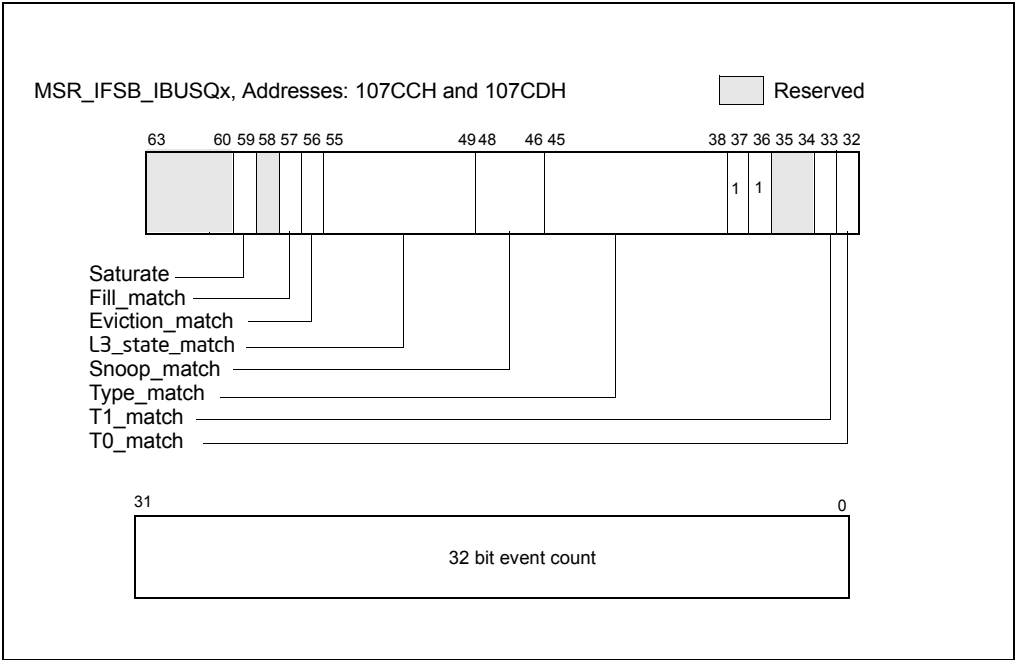 MSR_IFSB_IBUSQx, Addresses: 107CCH and 107CDH
Reserved
63 60 59 58 57 56 55 49 48 46 45 38 37 36 35 34 33 32
1 1
Saturate
Fill_match
Eviction_match
L3_state_match
Snoop_match
Type_match
T1_match
T0_match
31 0
32 bit event count